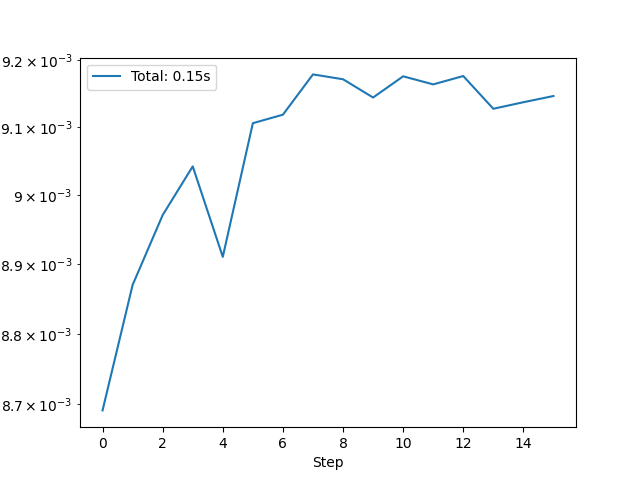 9.2 × 10⁻³
Total: 0.15s
9.1 × 10⁻³
9 × 10⁻³
8.9 × 10⁻³
8.8 × 10⁻³
8.7 × 10⁻³
0 2 4 6 8 10 12 14
Step